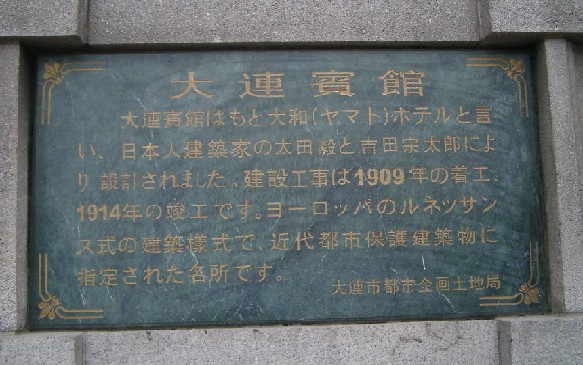 大連賓館
大連賓館はもと大和(ヤマト)ホテルと言
い、日本人建築家の太田毅と吉田宗太郎によ
り設計されました。建設工事は1909年の着工、
1914年の竣工です。ヨーロッパのルネッサン
ス式の建築様式で、近代都市保護建築物に
指定された名所です。
大連市都市企画土地局